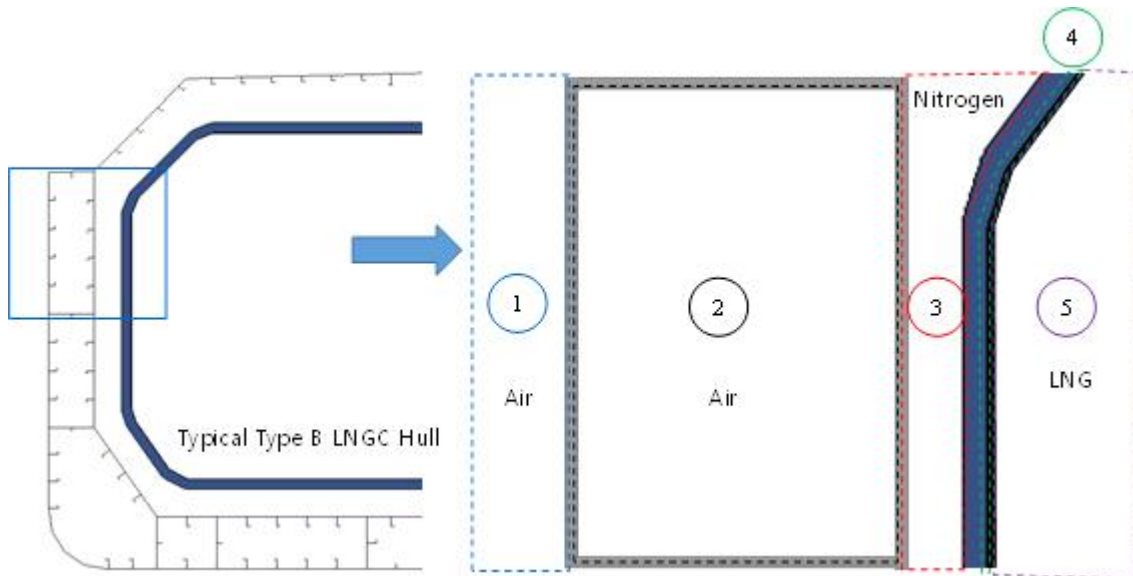 4
Nitrogen
1
2
3
5
Air
Air
LNG
Typical Type B LNGC Hull